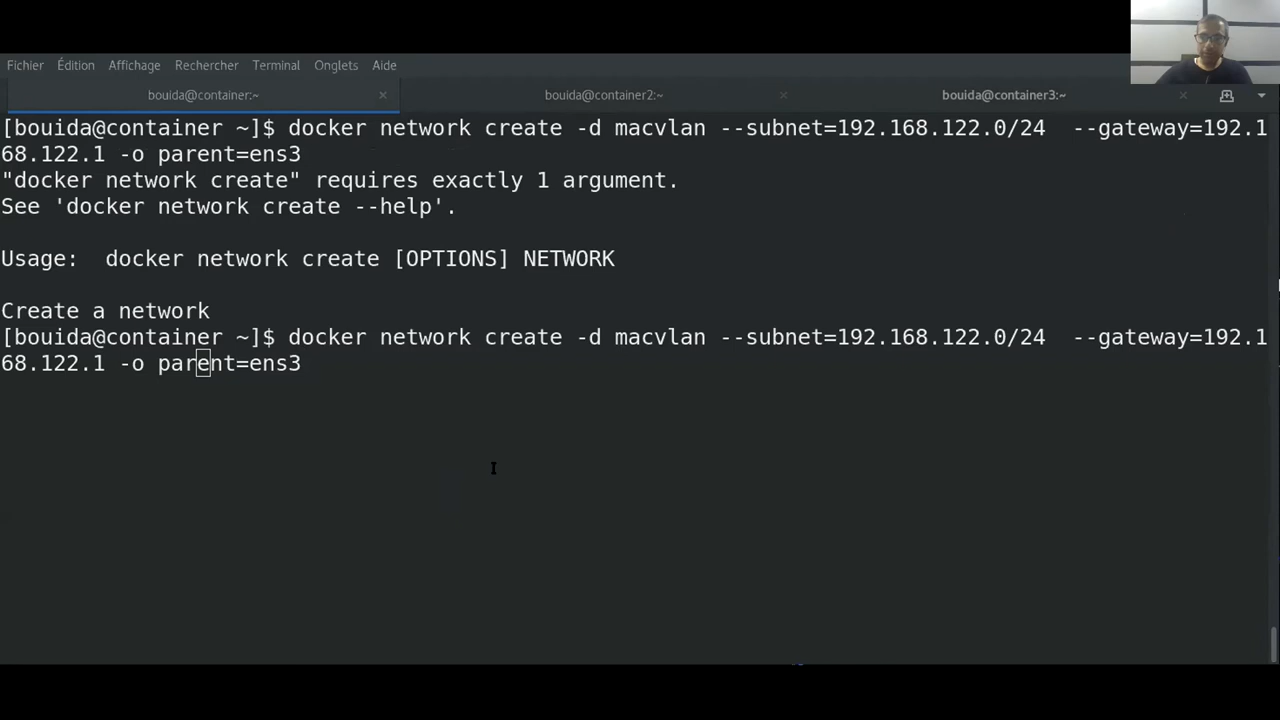 Fichier Édition Affichage Rechercher Terminal Onglets Aide
bouida@container:~ × bouida@container2:~ × bouida@container3:~ ×
[bouida@container ~]$ docker network create -d macvlan --subnet=192.168.122.0/24  --gateway=192.1
68.122.1 -o parent=ens3
"docker network create" requires exactly 1 argument.
See 'docker network create --help'.
Usage:  docker network create [OPTIONS] NETWORK
Create a network
[bouida@container ~]$ docker network create -d macvlan --subnet=192.168.122.0/24  --gateway=192.1
68.122.1 -o parent=ens3